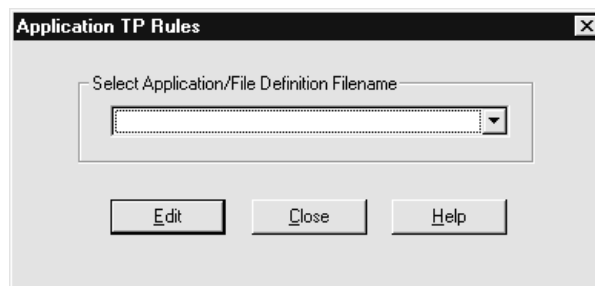 Application TP Rules
Select Application/File Definition Filename
Edit Close Help